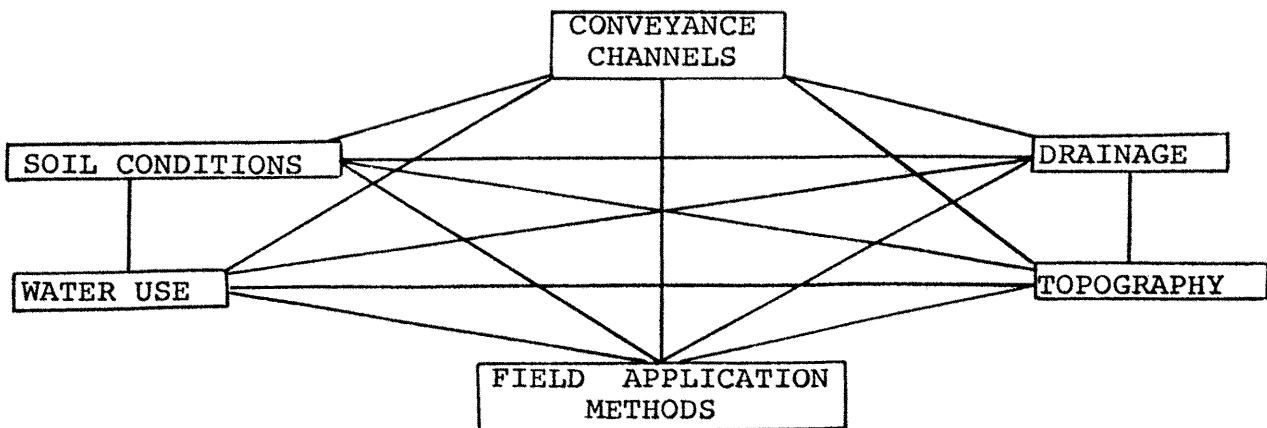 CONVEYANCE
CHANNELS
SOIL CONDITIONS
DRAINAGE
WATER USE
TOPOGRAPHY
FIELD APPLICATION
METHODS